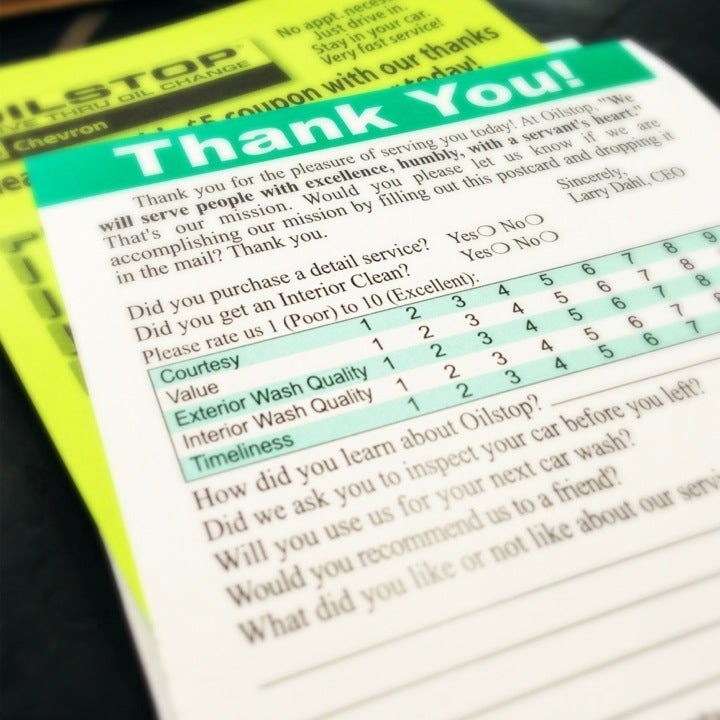 No appt. necess
Just drive in.
Stay in your car.
Very fast service!
OILSTOP
DRIVE THRU OIL CHANGE
Chevron
$5 coupon with our thanks
today!
Thank You!
Thank you for the pleasure of serving you today! At Oilstop, "We
will serve people with excellence, humbly, with a servant's heart."
That's our mission. Would you please let us know if we are
accomplishing our mission by filling out this postcard and dropping it
in the mail? Thank you.
Sincerely,
Larry Dahl, CEO
Did you purchase a detail service? Yes No
Did you get an Interior Clean? Yes No
Please rate us 1 (Poor) to 10 (Excellent):
Courtesy 1 2 3 4 5 6 7 8 9
Value 1 2 3 4 5 6 7 8
Exterior Wash Quality 1 2 3 4 5 6 7 8
Interior Wash Quality 1 2 3 4 5 6 7 8
Timeliness 1 2 3 4 5 6 7
How did you learn about Oilstop?
Did we ask you to inspect your car before you left?
Will you use us for your next car wash?
Would you recommend us to a friend?
What did you like or not like about our servi